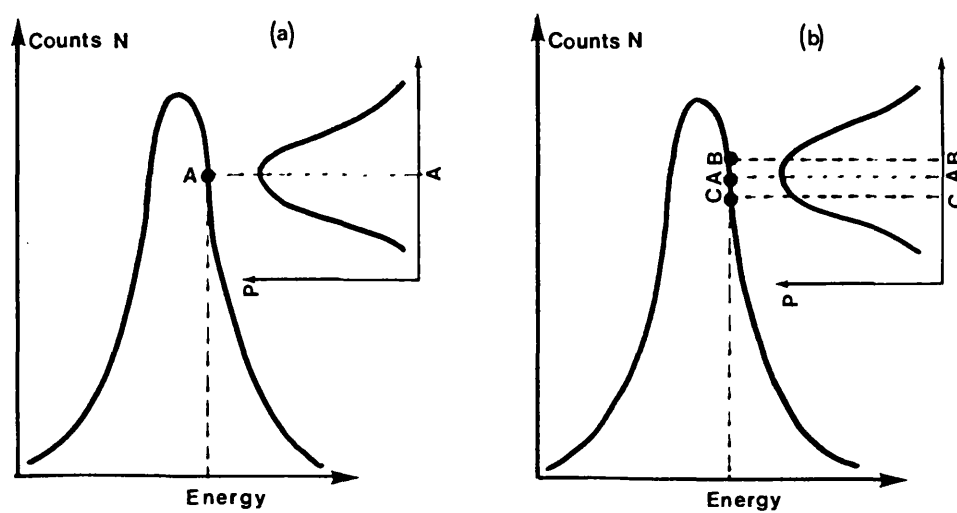 Counts N
(a)
A
A
P
Energy
Counts N
(b)
C A B
C A B
P
Energy